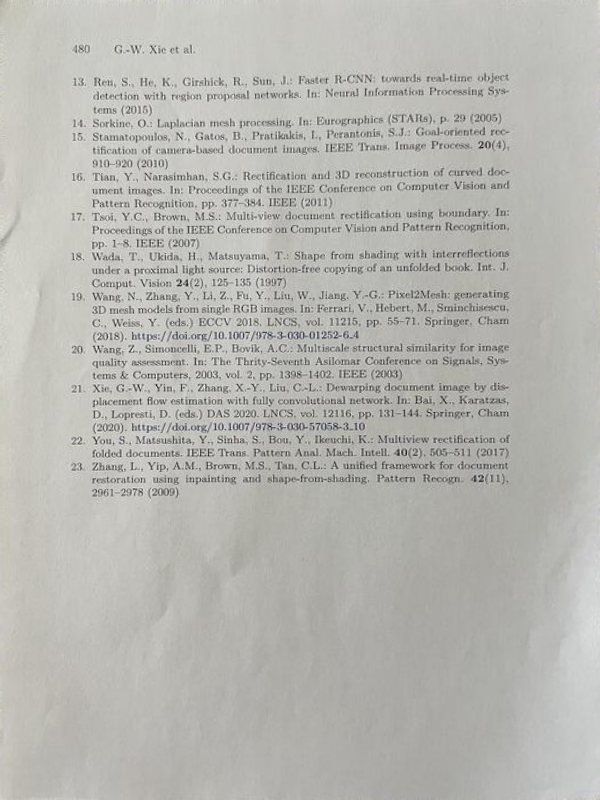 480 G.-W. Xie et al.
13. Ren, S., He, K., Girshick, R., Sun, J.: Faster R-CNN: towards real-time object
detection with region proposal networks. In: Neural Information Processing Sys-
tems (2015)
14. Sorkine, O.: Laplacian mesh processing. In: Eurographics (STARs), p. 29 (2005)
15. Stamatopoulos, N., Gatos, B., Pratikakis, I., Perantonis, S.J.: Goal-oriented rec-
tification of camera-based document images. IEEE Trans. Image Process. 20(4),
910–920 (2010)
16. Tian, Y., Narasimhan, S.G.: Rectification and 3D reconstruction of curved doc-
ument images. In: Proceedings of the IEEE Conference on Computer Vision and
Pattern Recognition, pp. 377–384. IEEE (2011)
17. Tsoi, Y.C., Brown, M.S.: Multi-view document rectification using boundary. In:
Proceedings of the IEEE Conference on Computer Vision and Pattern Recognition,
pp. 1–8. IEEE (2007)
18. Wada, T., Ukida, H., Matsuyama, T.: Shape from shading with interreflections
under a proximal light source: Distortion-free copying of an unfolded book. Int. J.
Comput. Vision 24(2), 125–135 (1997)
19. Wang, N., Zhang, Y., Li, Z., Fu, Y., Liu, W., Jiang, Y.-G.: Pixel2Mesh: generating
3D mesh models from single RGB images. In: Ferrari, V., Hebert, M., Sminchisescu,
C., Weiss, Y. (eds.) ECCV 2018. LNCS, vol. 11215, pp. 55–71. Springer, Cham
(2018). https://doi.org/10.1007/978-3-030-01252-6_4
20. Wang, Z., Simoncelli, E.P., Bovik, A.C.: Multiscale structural similarity for image
quality assessment. In: The Thrity-Seventh Asilomar Conference on Signals, Sys-
tems & Computers, 2003, vol. 2, pp. 1398–1402. IEEE (2003)
21. Xie, G.-W., Yin, F., Zhang, X.-Y., Liu, C.-L.: Dewarping document image by dis-
placement flow estimation with fully convolutional network. In: Bai, X., Karatzas,
D., Lopresti, D. (eds.) DAS 2020. LNCS, vol. 12116, pp. 131–144. Springer, Cham
(2020). https://doi.org/10.1007/978-3-030-57058-3_10
22. You, S., Matsushita, Y., Sinha, S., Bou, Y., Ikeuchi, K.: Multiview rectification of
folded documents. IEEE Trans. Pattern Anal. Mach. Intell. 40(2), 505–511 (2017)
23. Zhang, L., Yip, A.M., Brown, M.S., Tan, C.L.: A unified framework for document
restoration using inpainting and shape-from-shading. Pattern Recogn. 42(11),
2961–2978 (2009)